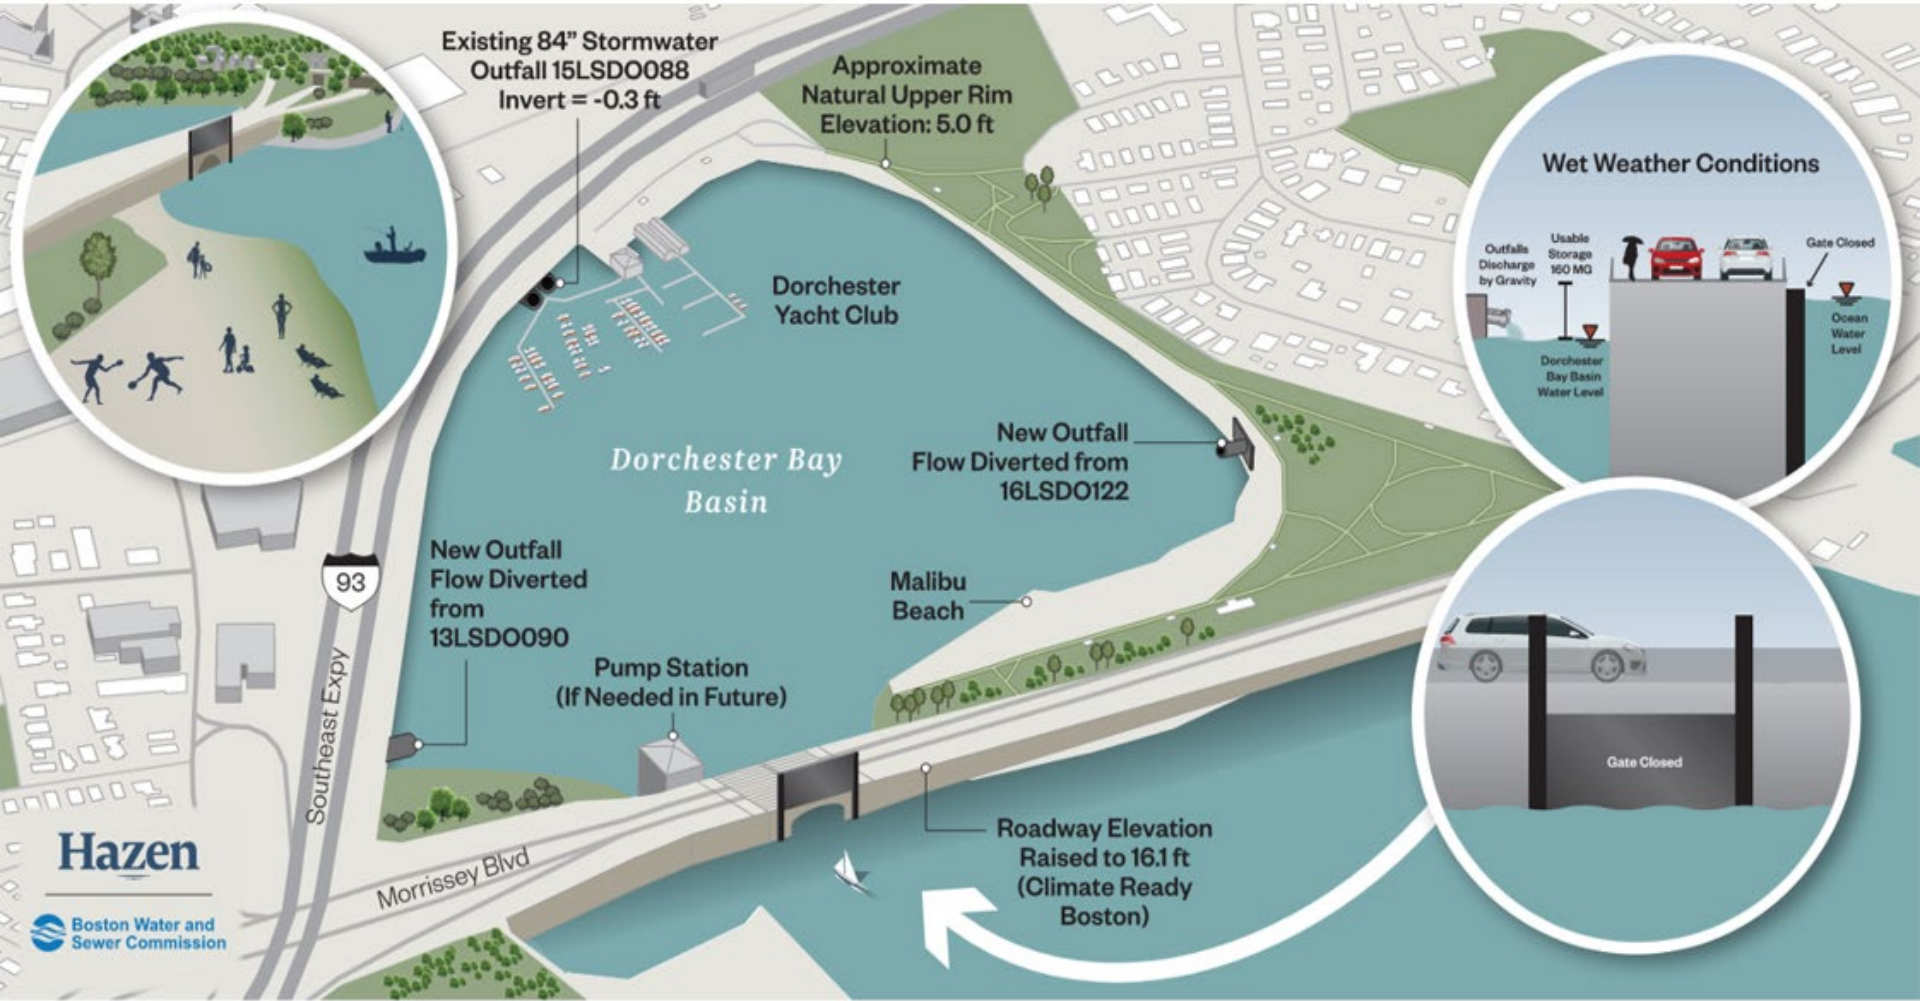 Existing 84” Stormwater
Outfall 15LSDO088
Invert = -0.3 ft
Approximate
Natural Upper Rim
Elevation: 5.0 ft
Wet Weather Conditions
Outfalls
Discharge
by Gravity
Usable
Storage
160 MG
Gate Closed
Ocean
Water
Level
Dorchester
Bay Basin
Water Level
Dorchester
Yacht Club
Dorchester Bay
Basin
New Outfall
Flow Diverted from
16LSDO122
New Outfall
Flow Diverted
from
13LSDO090
93
Malibu
Beach
Pump Station
(If Needed in Future)
Southeast Expy
Gate Closed
Morrissey Blvd
Roadway Elevation
Raised to 16.1 ft
(Climate Ready
Boston)
Hazen
Boston Water and
Sewer Commission